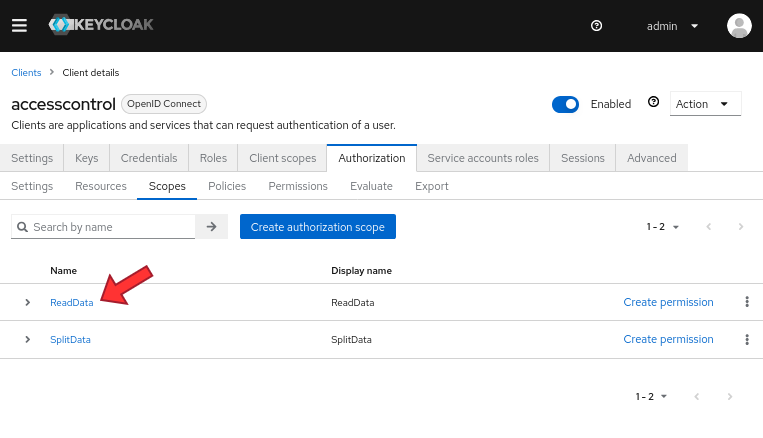 KEYCLOAK
admin
Clients
Client details
accesscontrol
OpenID Connect
Enabled
Action
Clients are applications and services that can request authentication of a user.
Settings
Keys
Credentials
Roles
Client scopes
Authorization
Service accounts roles
Sessions
Advanced
Settings
Resources
Scopes
Policies
Permissions
Evaluate
Export
Search by name
Create authorization scope
1 - 2
Name
Display name
ReadData
ReadData
Create permission
SplitData
SplitData
Create permission
1 - 2